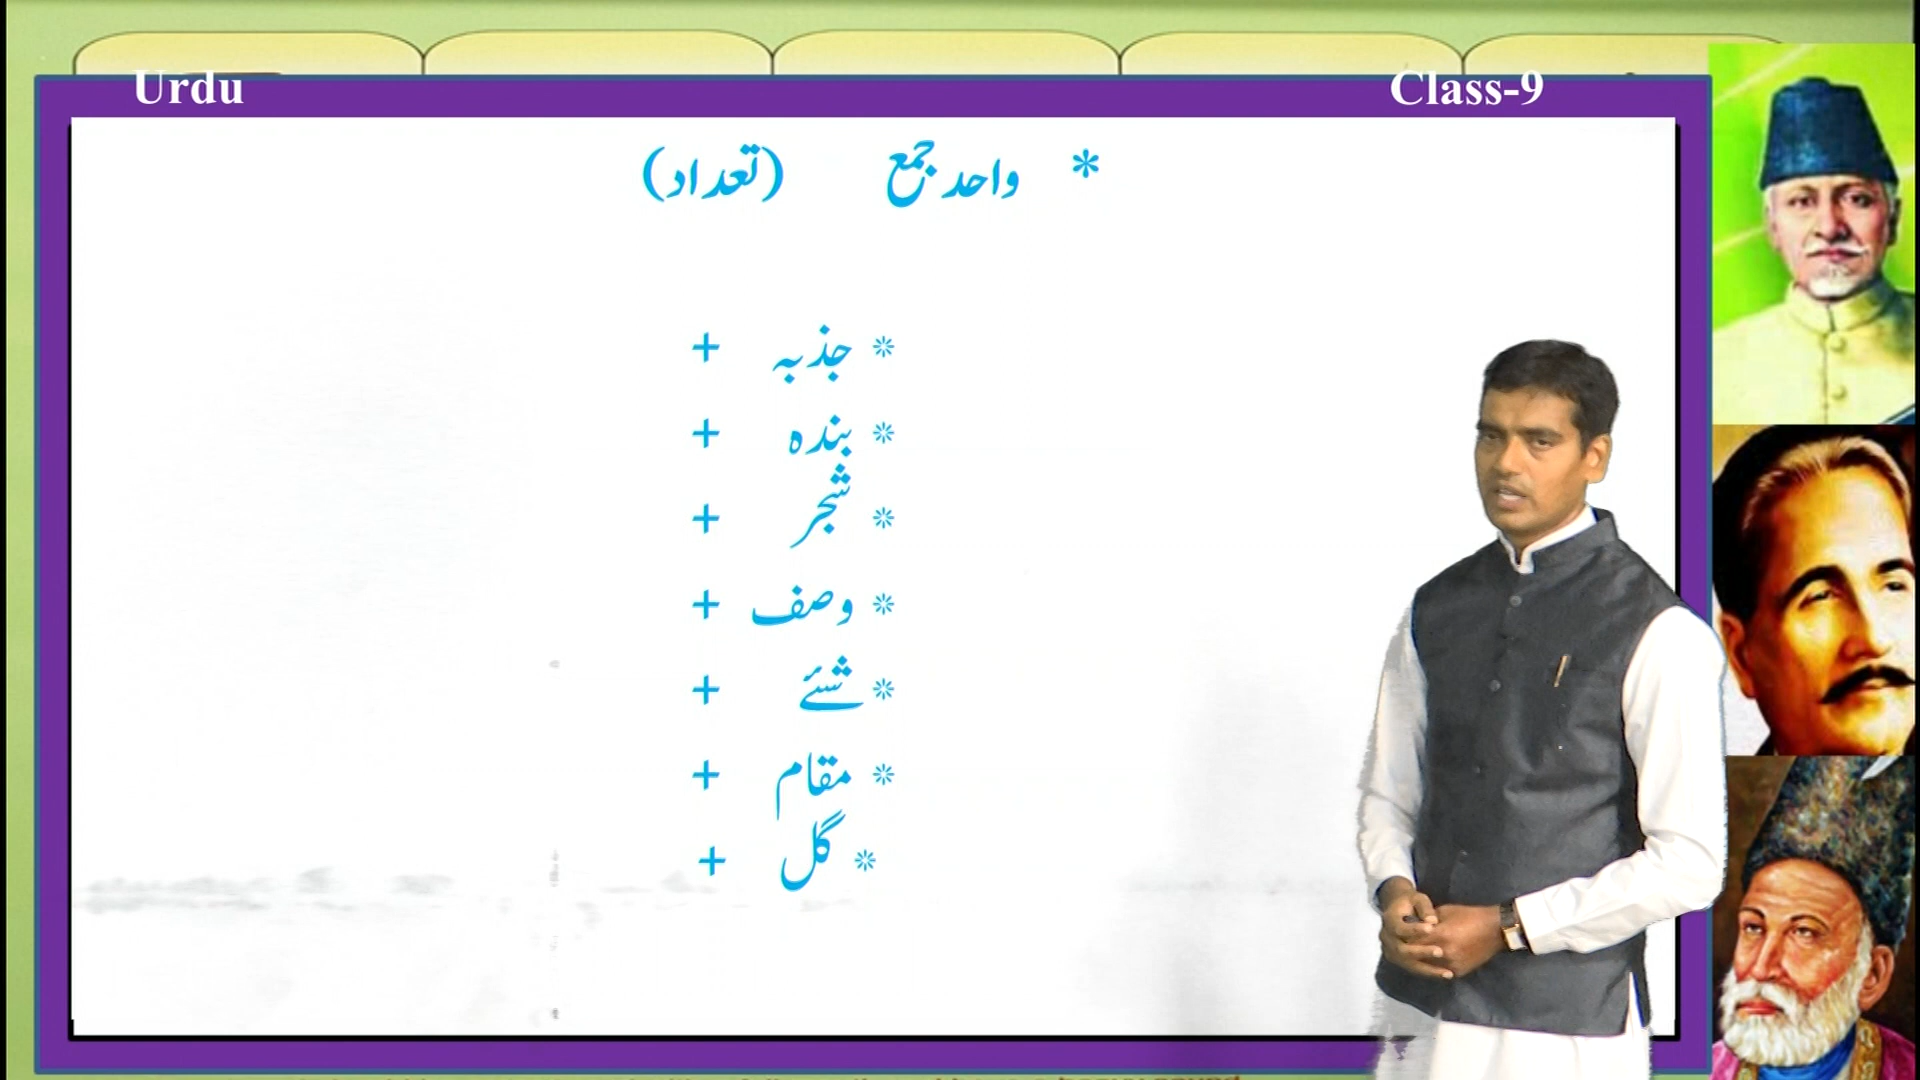 Urdu
Class-9
* واحد جمع (تعداد)
* جذبہ +
* بندہ +
* شجر +
* وصف +
* شئے +
* مقام +
* گل +